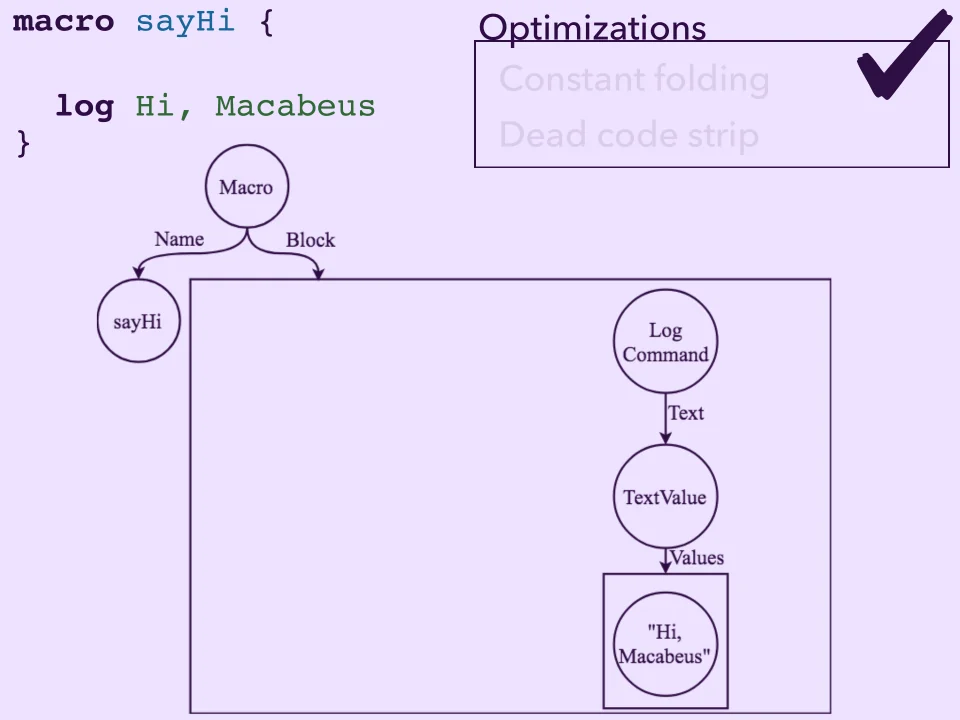 macro sayHi {
log Hi, Macabeus
}
Optimizations
Constant folding
Dead code strip
Macro
Name
Block
sayHi
Log
Command
Text
TextValue
Values
"Hi,
Macabeus"